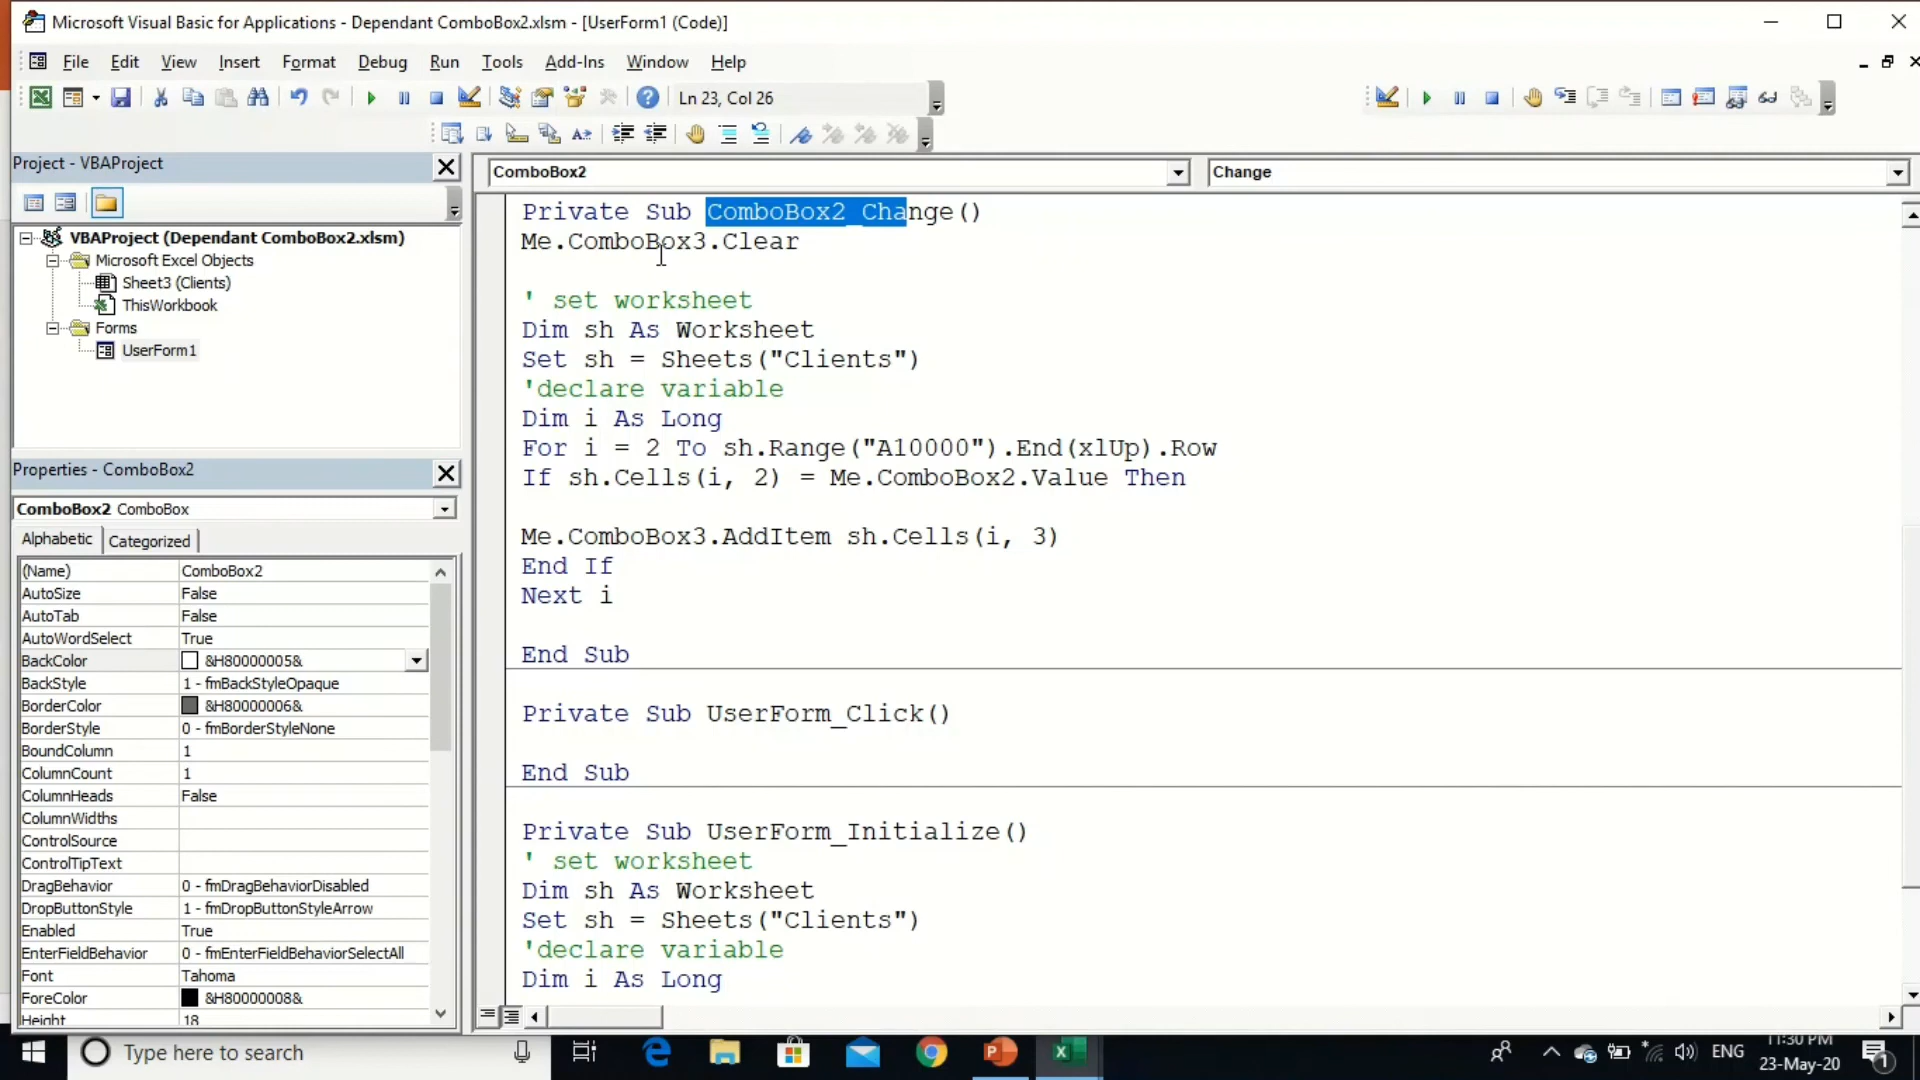 Microsoft Visual Basic for Applications - Dependant ComboBox2.xlsm - [UserForm1 (Code)]
File Edit View Insert Format Debug Run Tools Add-Ins Window Help
Ln 23, Col 26
Project - VBAProject
VBAProject (Dependant ComboBox2.xlsm)
Microsoft Excel Objects
Sheet3 (Clients)
ThisWorkbook
Forms
UserForm1
Properties - ComboBox2
ComboBox2 ComboBox
Alphabetic Categorized
(Name) ComboBox2
AutoSize False
AutoTab False
AutoWordSelect True
BackColor &H80000005&
BackStyle 1 - fmBackStyleOpaque
BorderColor &H80000006&
BorderStyle 0 - fmBorderStyleNone
BoundColumn 1
ColumnCount 1
ColumnHeads False
ColumnWidths
ControlSource
ControlTipText
DragBehavior 0 - fmDragBehaviorDisabled
DropButtonStyle 1 - fmDropButtonStyleArrow
Enabled True
EnterFieldBehavior 0 - fmEnterFieldBehaviorSelectAll
Font Tahoma
ForeColor &H80000008&
Height 18
ComboBox2 Change
Private Sub ComboBox2_Change()
Me.ComboBox3.Clear
' set worksheet
Dim sh As Worksheet
Set sh = Sheets("Clients")
'declare variable
Dim i As Long
For i = 2 To sh.Range("A10000").End(xlUp).Row
If sh.Cells(i, 2) = Me.ComboBox2.Value Then
Me.ComboBox3.AddItem sh.Cells(i, 3)
End If
Next i
End Sub
Private Sub UserForm_Click()
End Sub
Private Sub UserForm_Initialize()
' set worksheet
Dim sh As Worksheet
Set sh = Sheets("Clients")
'declare variable
Dim i As Long
Type here to search
ENG
11:30 PM
23-May-20
1